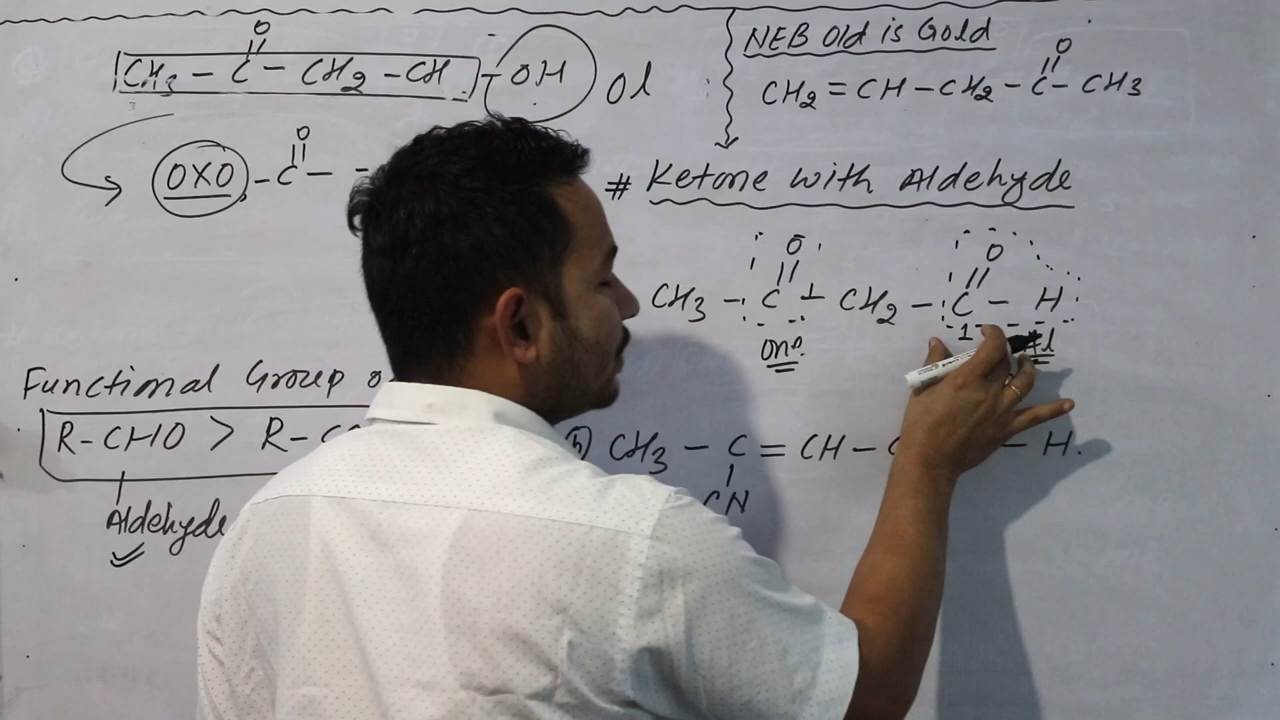 O
||
CH3 - C - CH2 - CH - OH Ol
O
||
OXO - C -
Functional Group
R-CHO > R-
Aldehyde
NEB Old is Gold
O
||
CH2 = CH - CH2 - C - CH3
# Ketone with Aldehyde
O O
|| ||
CH3 - C - CH2 - C - H
one 1 Al
CH3 - C = CH - - H.
|
CN